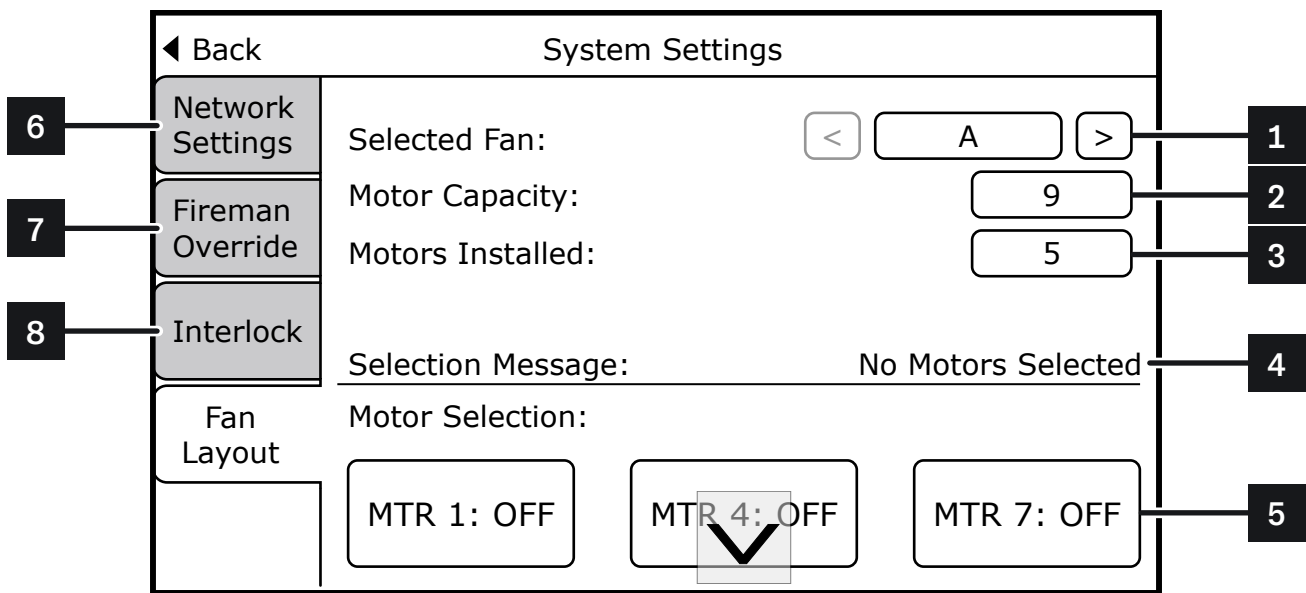 Back
System Settings
6
Network
Settings
7
Fireman
Override
8
Interlock
Fan
Layout
Selected Fan:
<
A
>
1
Motor Capacity:
9
2
Motors Installed:
5
3
Selection Message:
No Motors Selected
4
Motor Selection:
MTR 1: OFF
MTR 4: OFF
MTR 7: OFF
5